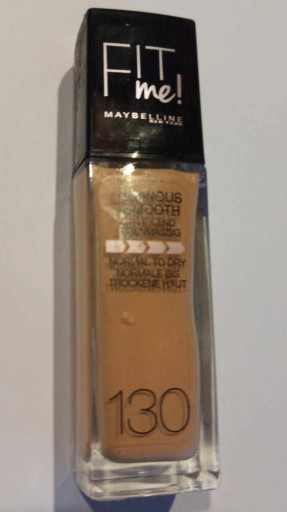 FIT
me!
MAYBELLINE
NEW YORK
LUMINOUS
SMOOTH
NORMAL TO DRY
NORMALE BIS
TROCKENE HAUT
130